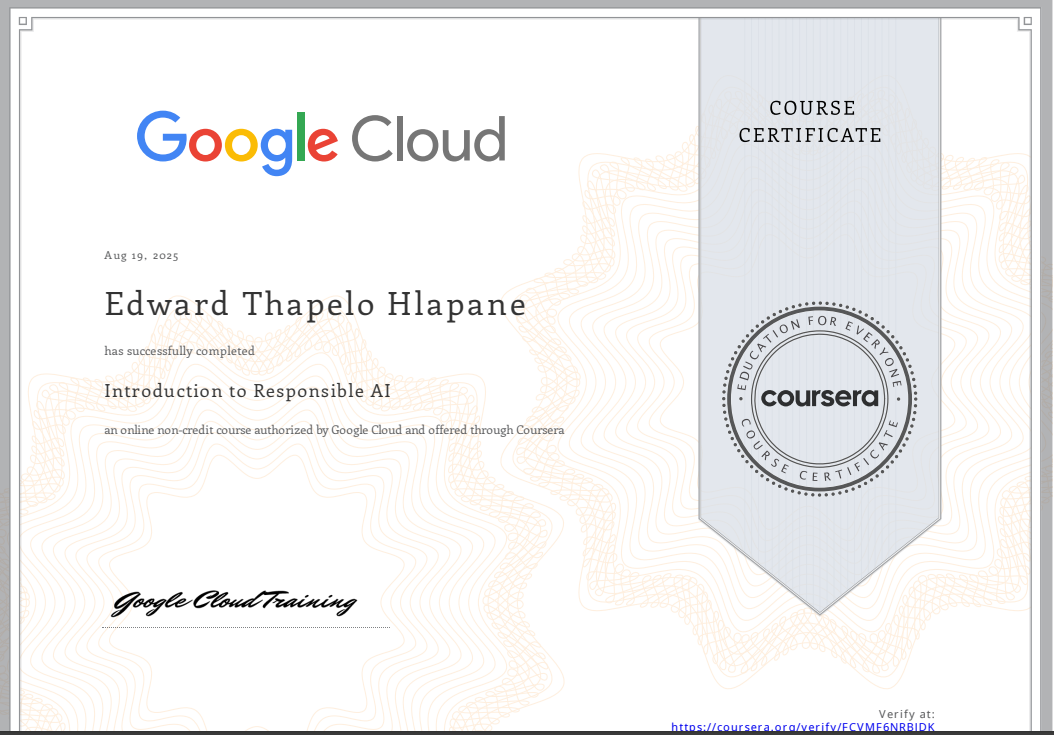 Google Cloud
COURSE
CERTIFICATE
Aug 19, 2025
Edward Thapelo Hlapane
has successfully completed
Introduction to Responsible AI
an online non-credit course authorized by Google Cloud and offered through Coursera
EDUCATION FOR EVERYONE
coursera
COURSE CERTIFICATE
Google Cloud Training
Verify at:
https://coursera.org/verify/FCVMF6NRBIDK